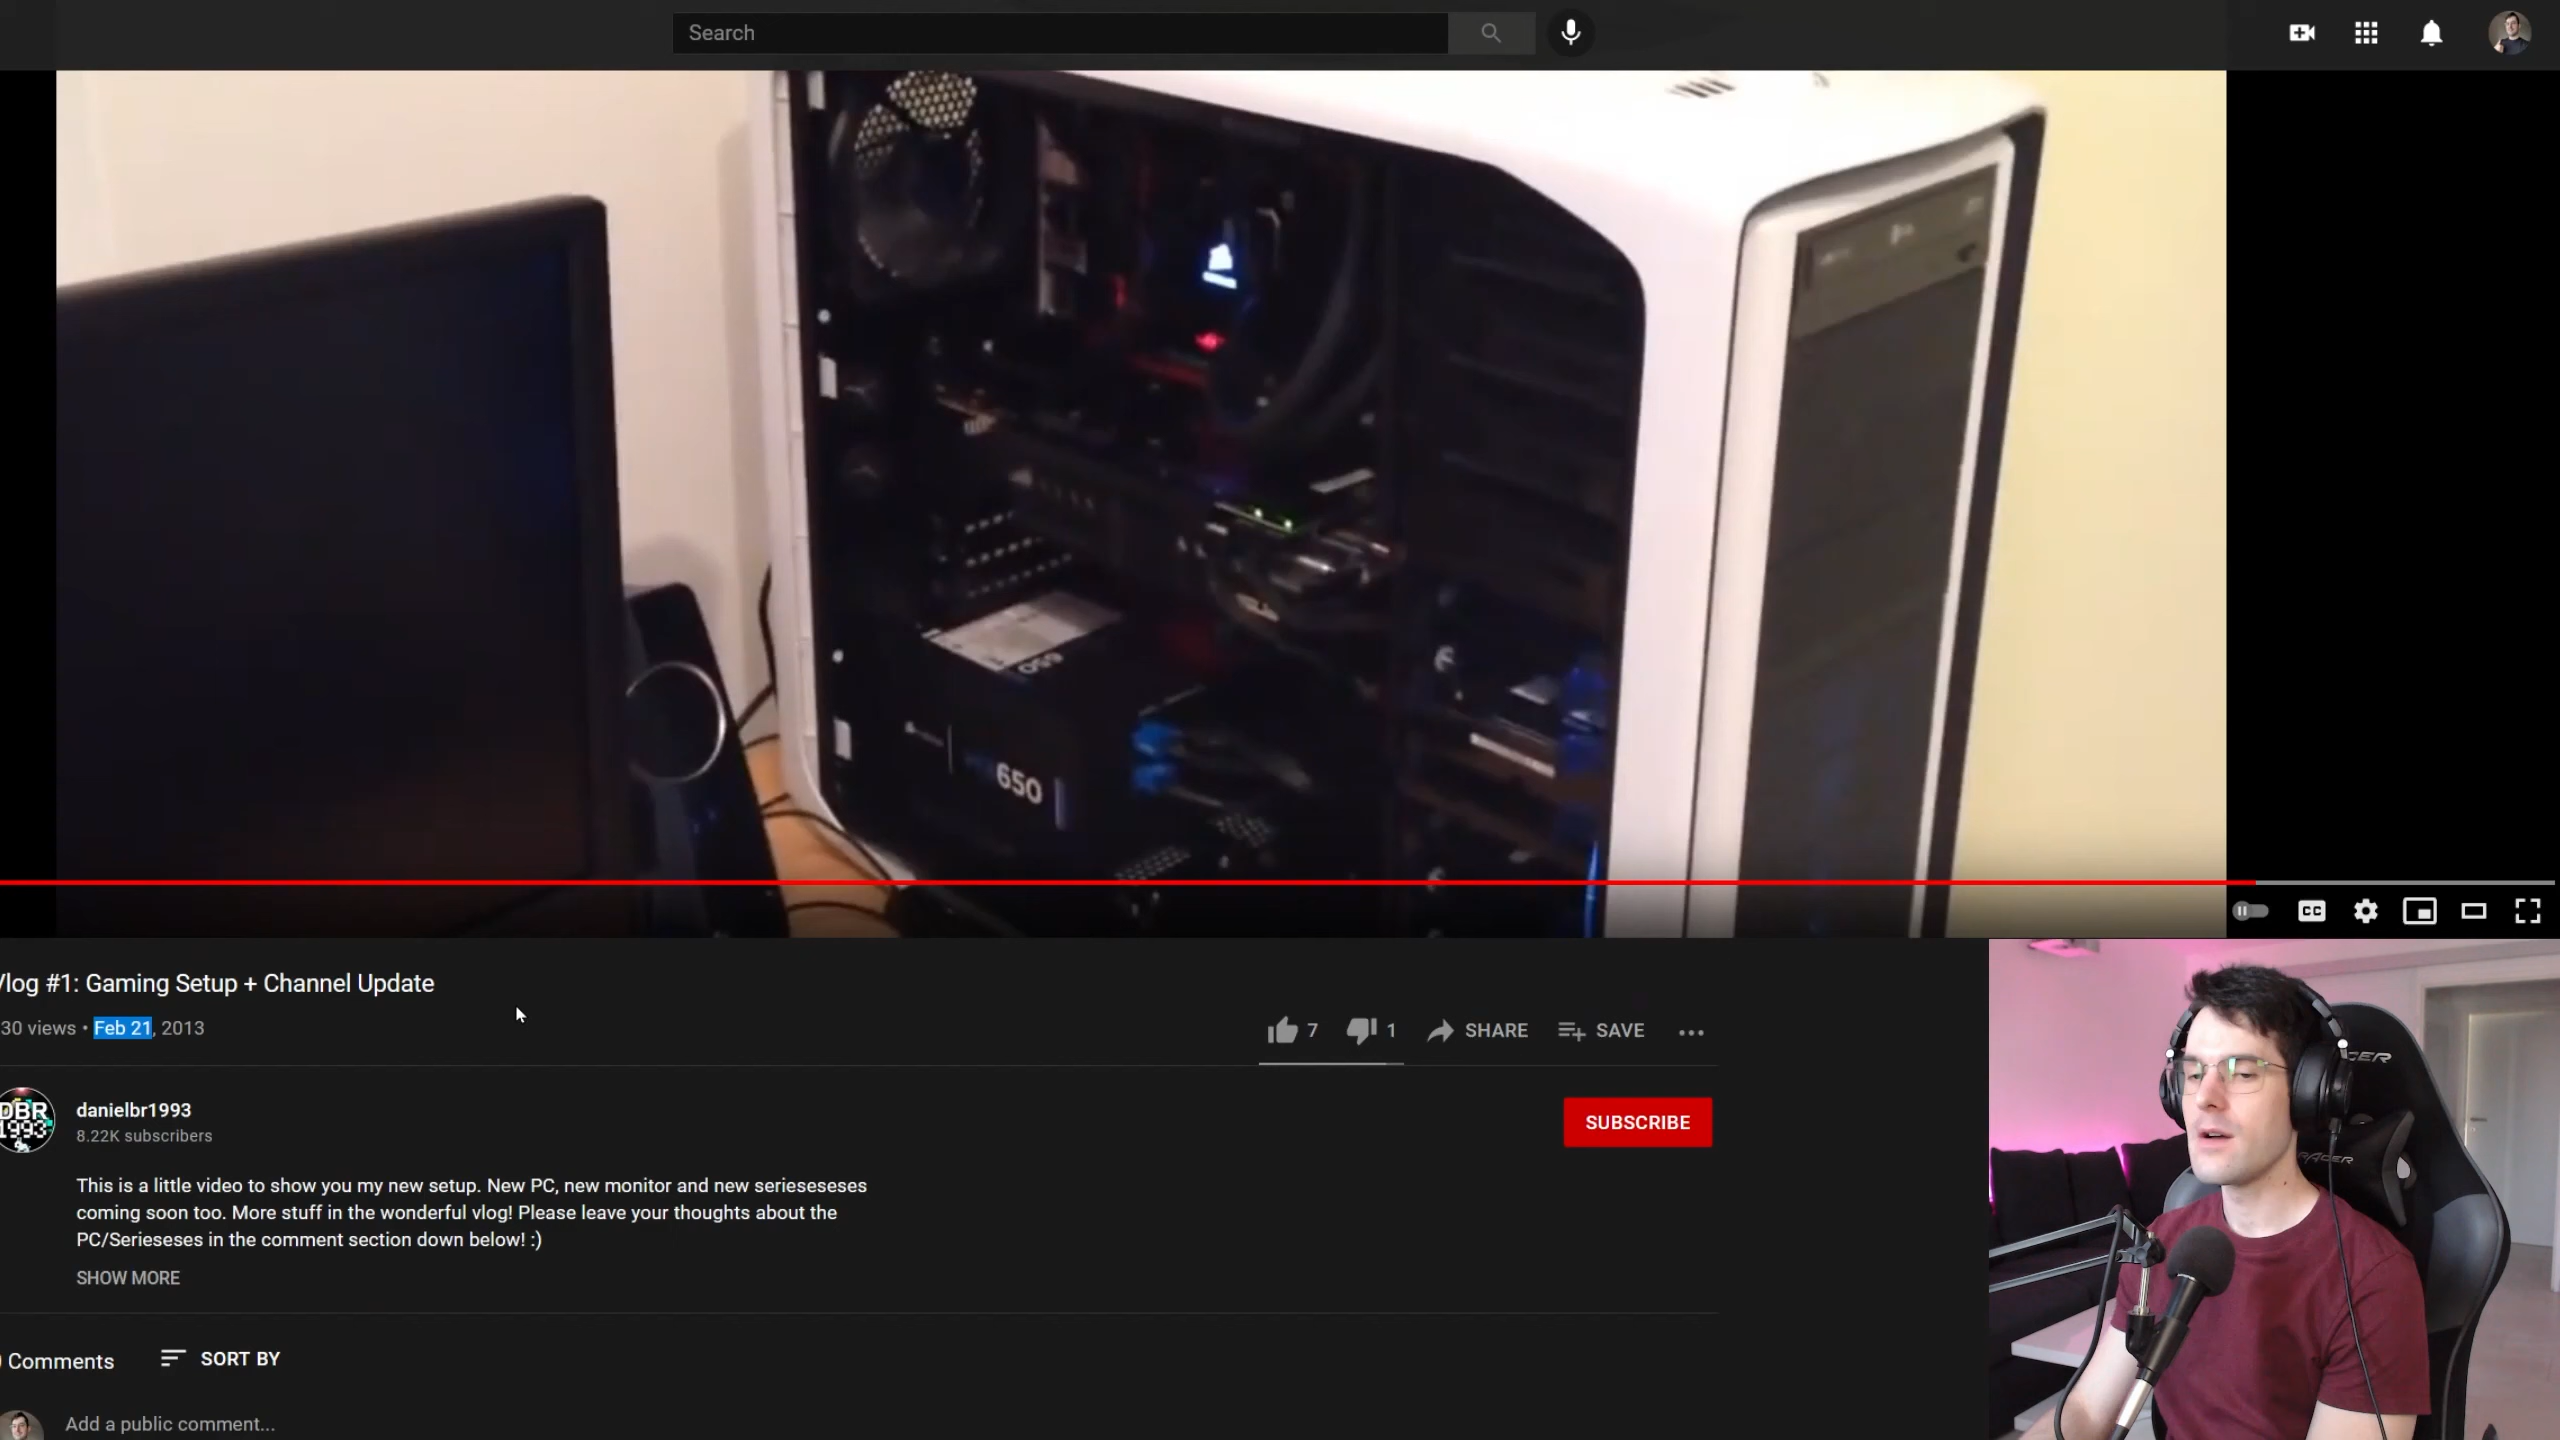 Search
650
650
CC
Vlog #1: Gaming Setup + Channel Update
30 views • Feb 21, 2013
7
1
SHARE
SAVE
DBR
1993
danielbr1993
8.22K subscribers
SUBSCRIBE
This is a little video to show you my new setup. New PC, new monitor and new serieseseses
coming soon too. More stuff in the wonderful vlog! Please leave your thoughts about the
PC/Serieseses in the comment section down below! :)
SHOW MORE
Comments
SORT BY
Add a public comment...